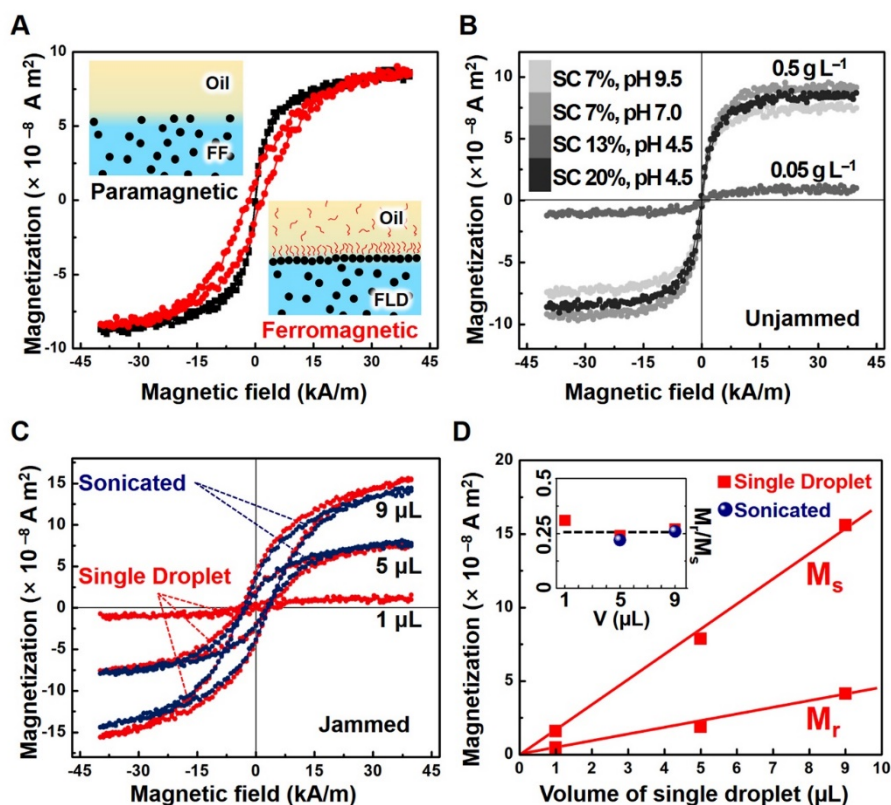 A
Magnetization (× 10 –8 A m2)
10
5
0
-5
-10
-45
-30
-15
0
15
30
45
Magnetic field (kA/m)
Oil
FF
Paramagnetic
Oil
FLD
Ferromagnetic
B
Magnetization (× 10 –8 A m2)
10
5
0
-5
-10
-45
-30
-15
0
15
30
45
Magnetic field (kA/m)
SC 7%, pH 9.5
SC 7%, pH 7.0
SC 13%, pH 4.5
SC 20%, pH 4.5
0.5 g L–1
0.05 g L–1
Unjammed
C
Magnetization (× 10 –8 A m2)
15
10
5
0
-5
-10
-15
-45
-30
-15
0
15
30
45
Magnetic field (kA/m)
Sonicated
Single Droplet
9 μL
5 μL
1 μL
Jammed
D
Magnetization (× 10 –8 A m2)
20
15
10
5
0
0
2
4
6
8
10
Volume of single droplet (μL)
0.5
0.25
0
1
5
9
V (μL)
Mr/Ms
Single Droplet
Sonicated
Ms
Mr